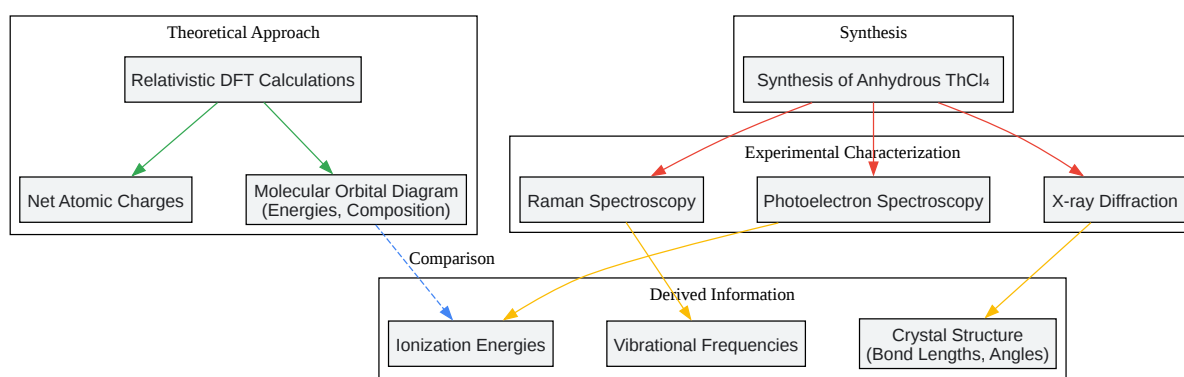 Theoretical Approach
Relativistic DFT Calculations
Net Atomic Charges
Molecular Orbital Diagram
(Energies, Composition)
Synthesis
Synthesis of Anhydrous ThCl₄
Experimental Characterization
Raman Spectroscopy
Photoelectron Spectroscopy
X-ray Diffraction
Comparison
Derived Information
Ionization Energies
Vibrational Frequencies
Crystal Structure
(Bond Lengths, Angles)